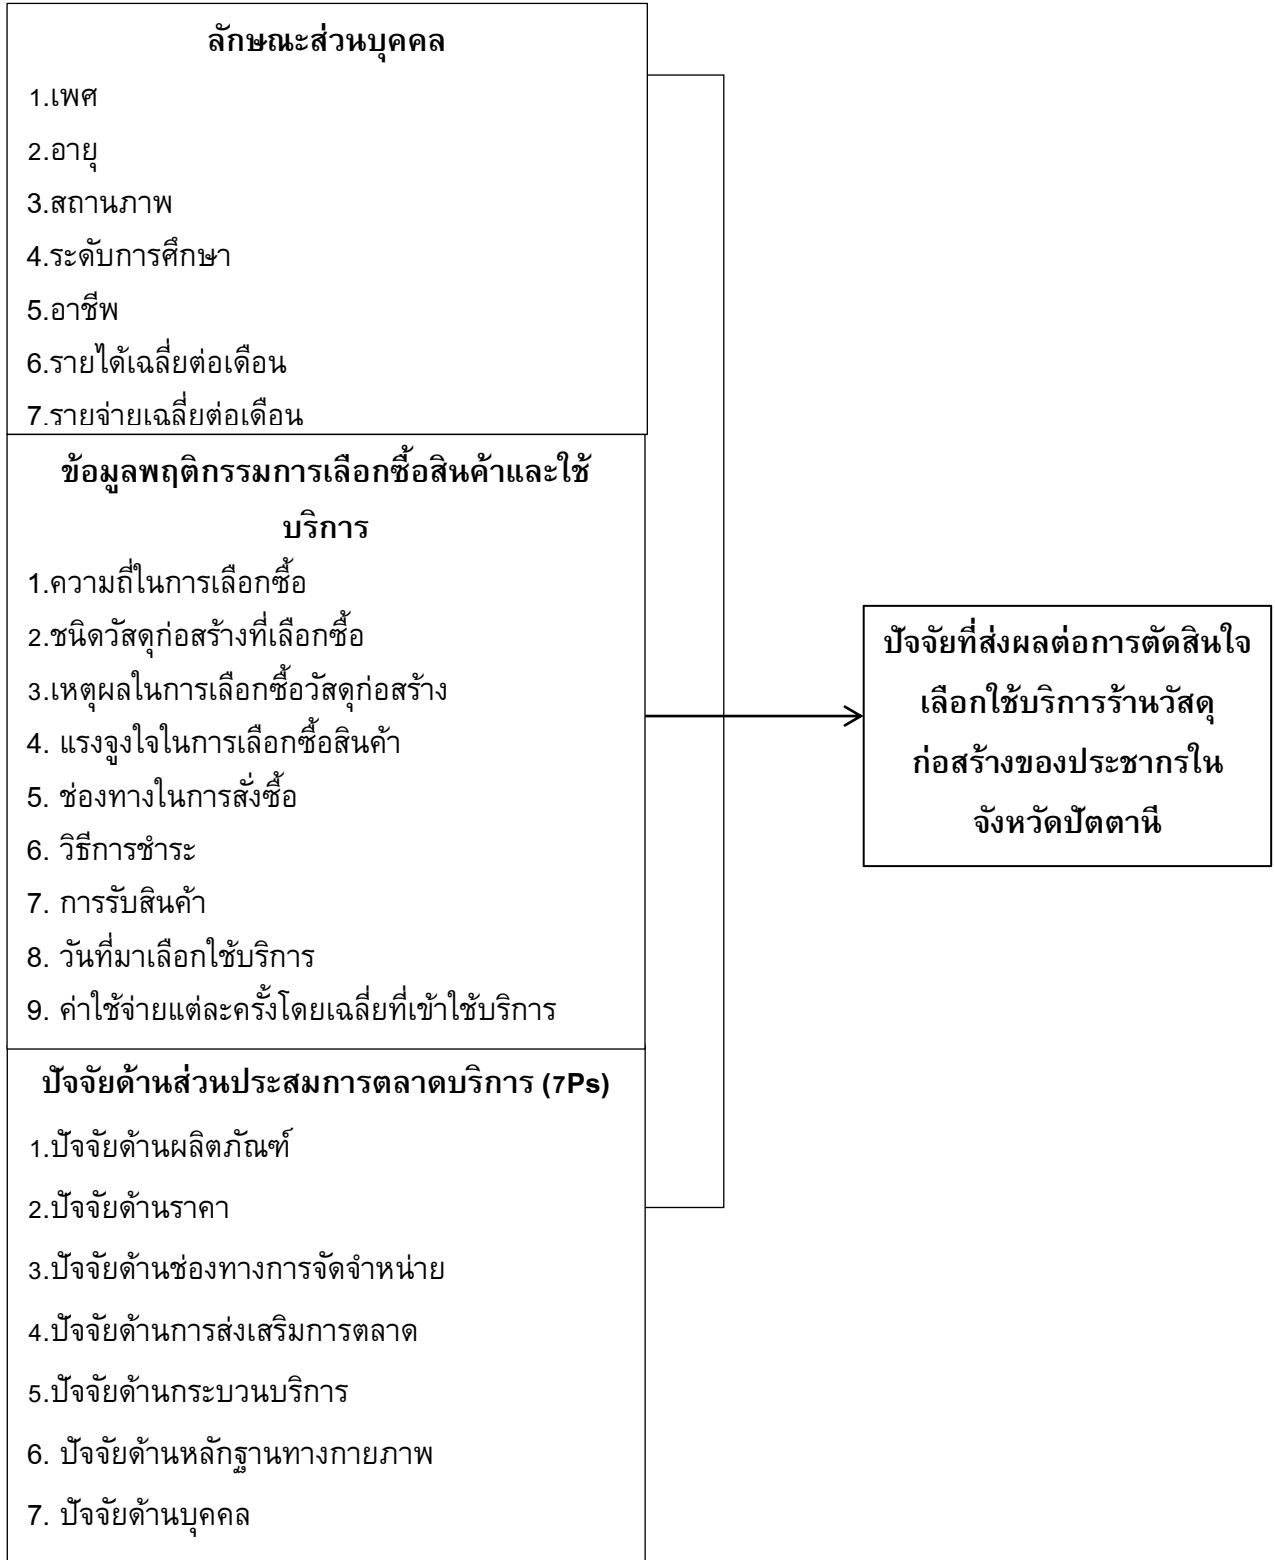 ลักษณะส่วนบุคคล
1.เพศ
2.อายุ
3.สถานภาพ
4.ระดับการศึกษา
5.อาชีพ
6.รายได้เฉลี่ยต่อเดือน
7.รายจ่ายเฉลี่ยต่อเดือน
ข้อมูลพฤติกรรมการเลือกซื้อสินค้าและใช้
บริการ
1.ความถี่ในการเลือกซื้อ
2.ชนิดวัสดุก่อสร้างที่เลือกซื้อ
3.เหตุผลในการเลือกซื้อวัสดุก่อสร้าง
4. แรงจูงใจในการเลือกซื้อสินค้า
5. ช่องทางในการสั่งซื้อ
6. วิธีการชำระ
7. การรับสินค้า
8. วันที่มาเลือกใช้บริการ
9. ค่าใช้จ่ายแต่ละครั้งโดยเฉลี่ยที่เข้าใช้บริการ
ปัจจัยด้านส่วนประสมการตลาดบริการ (7Ps)
1.ปัจจัยด้านผลิตภัณฑ์
2.ปัจจัยด้านราคา
3.ปัจจัยด้านช่องทางการจัดจำหน่าย
4.ปัจจัยด้านการส่งเสริมการตลาด
5.ปัจจัยด้านกระบวนบริการ
6. ปัจจัยด้านหลักฐานทางกายภาพ
7. ปัจจัยด้านบุคคล
ปัจจัยที่ส่งผลต่อการตัดสินใจ
เลือกใช้บริการร้านวัสดุ
ก่อสร้างของประชากรใน
จังหวัดปัตตานี